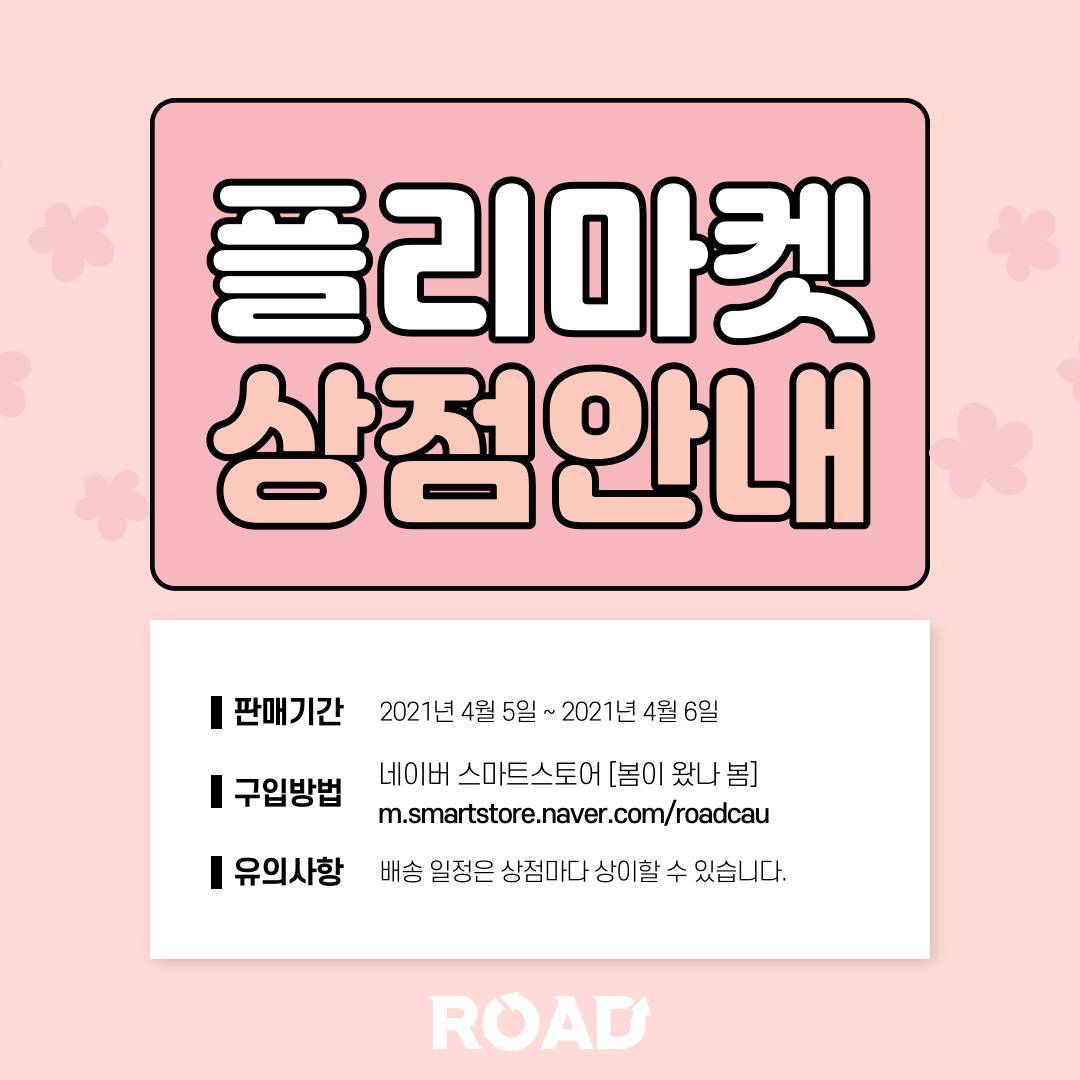 플리마켓
상점안내
판매기간 2021년 4월 5일 ~ 2021년 4월 6일
구입방법 네이버 스마트스토어 [봄이 왔나 봄]
m.smartstore.naver.com/roadcau
유의사항 배송 일정은 상점마다 상이할 수 있습니다.
ROAD